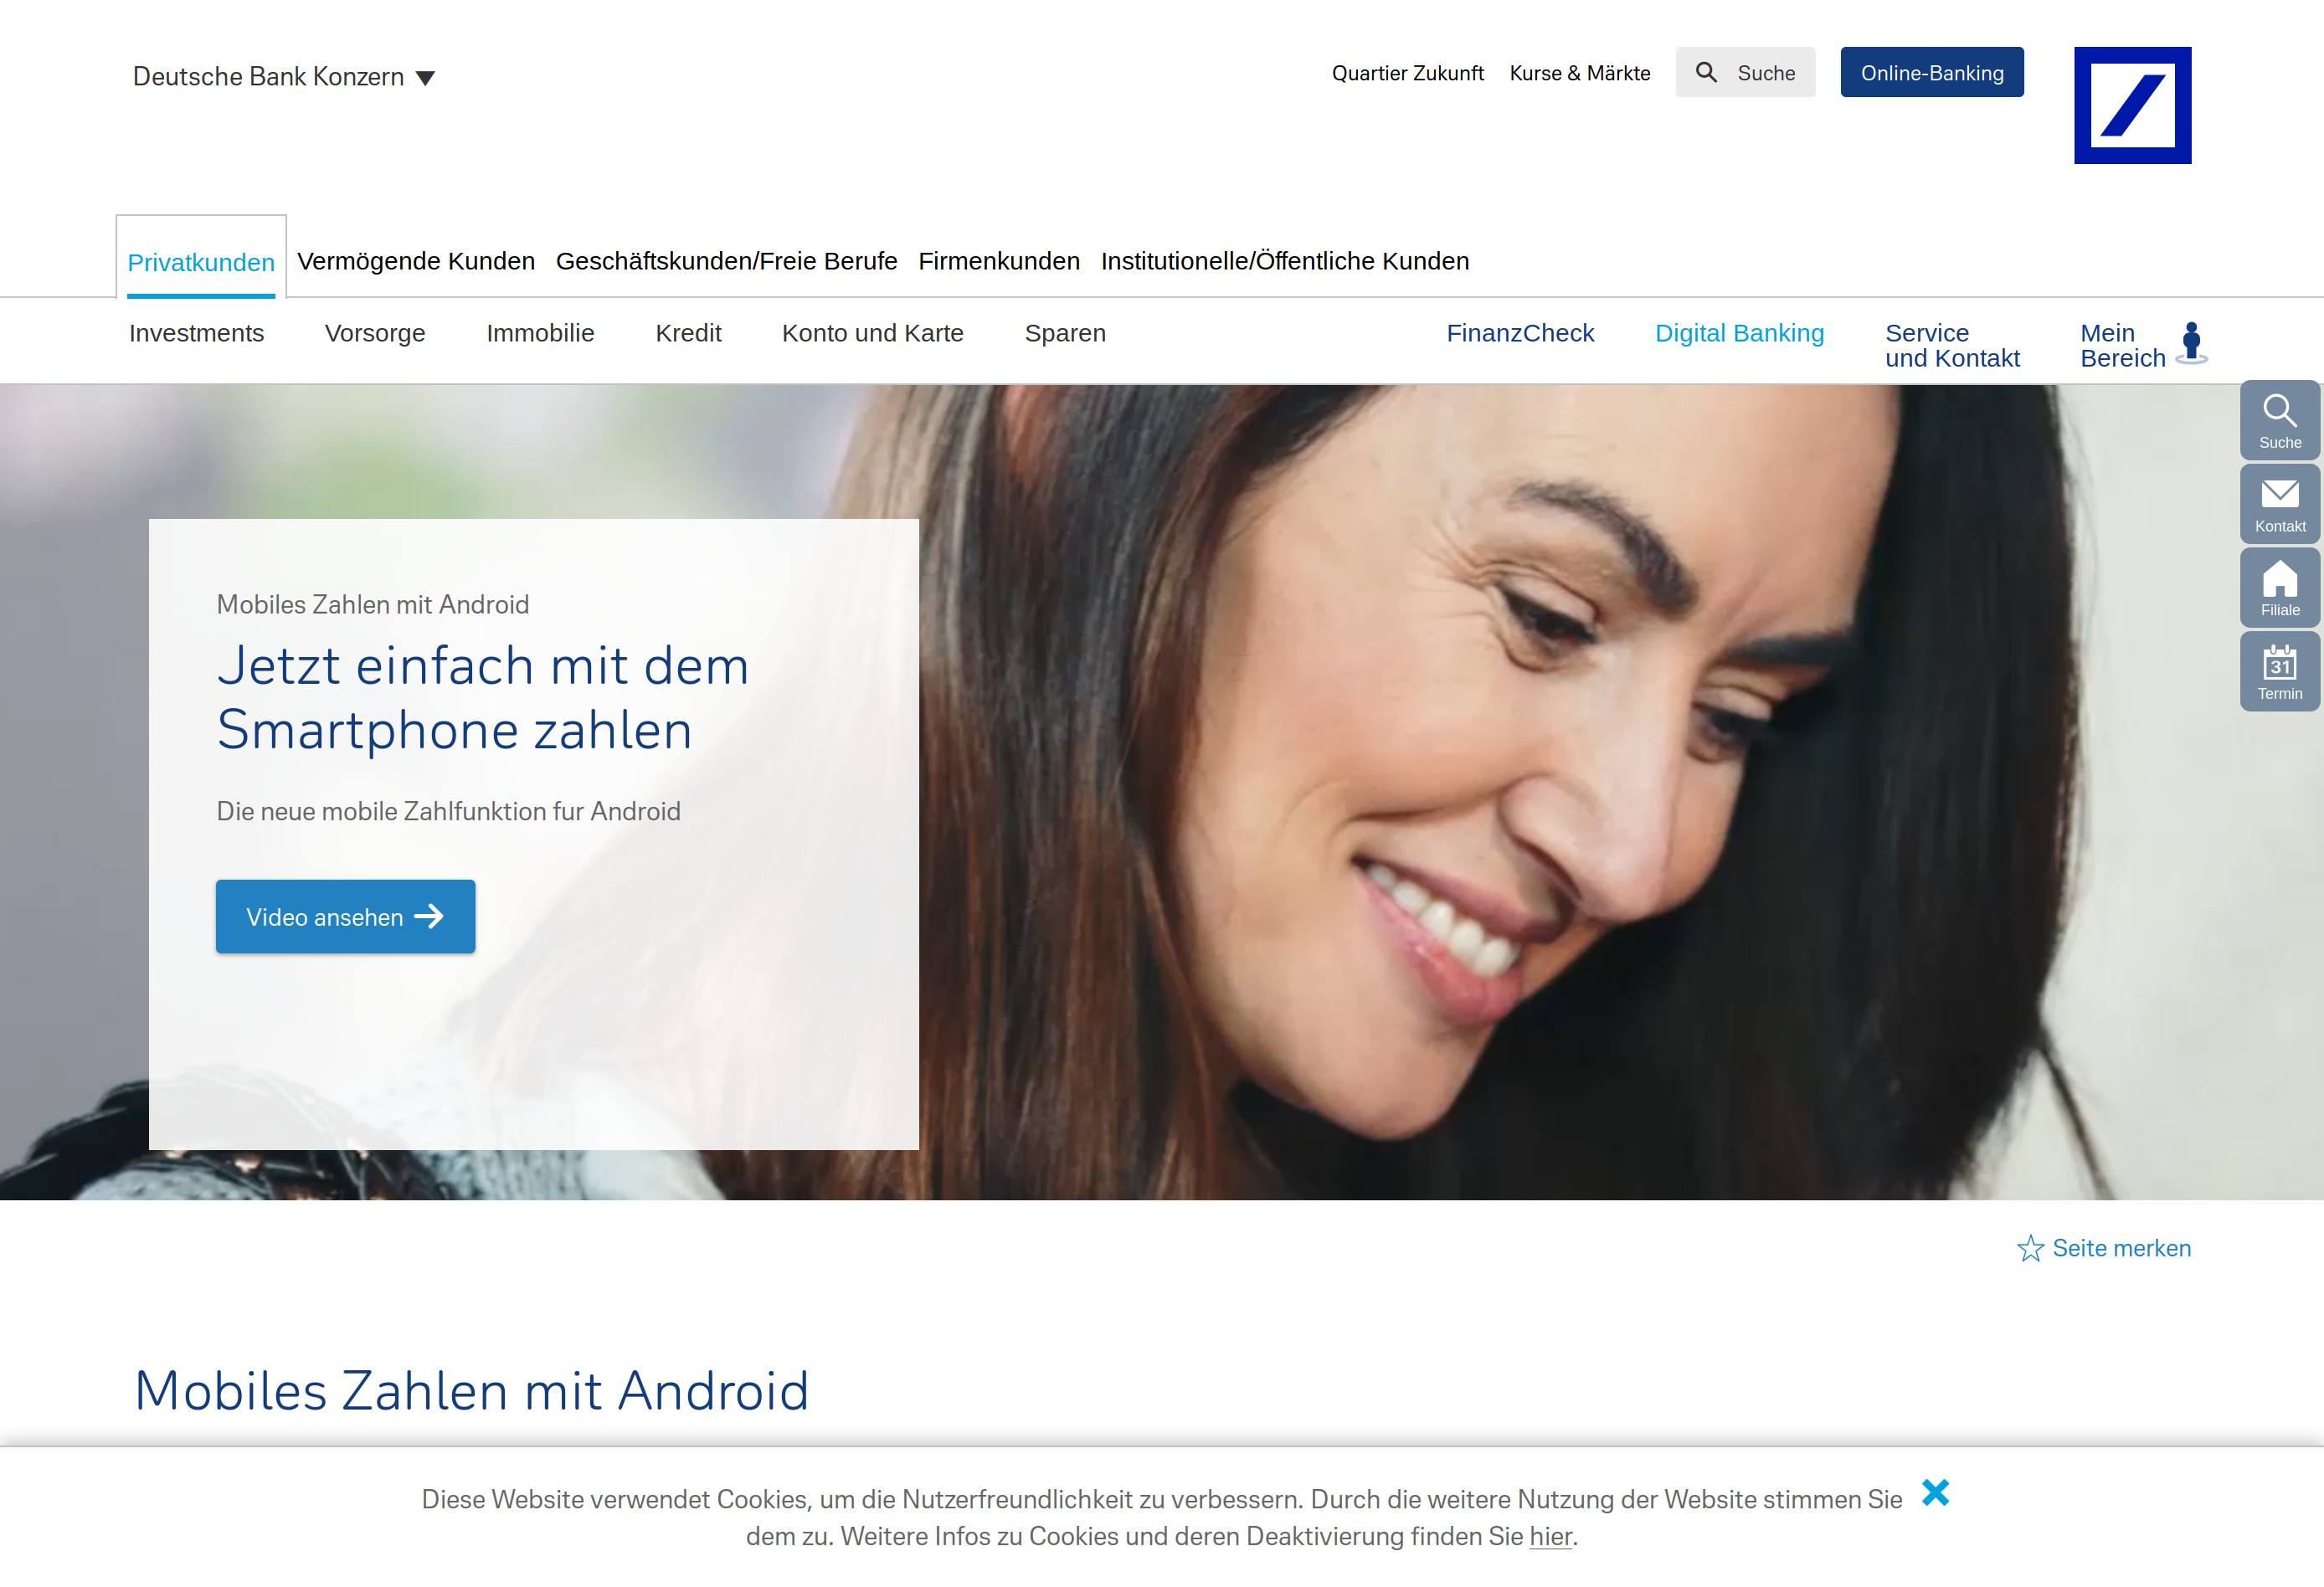 Deutsche Bank Konzern
Quartier Zukunft
Kurse & Märkte
Suche
Online-Banking
Privatkunden
Vermögende Kunden
Geschäftskunden/Freie Berufe
Firmenkunden
Institutionelle/Öffentliche Kunden
Investments
Vorsorge
Immobilie
Kredit
Konto und Karte
Sparen
FinanzCheck
Digital Banking
Service
und Kontakt
Mein
Bereich
Suche
Kontakt
Filiale
31
Termin
Mobiles Zahlen mit Android
Jetzt einfach mit dem
Smartphone zahlen
Die neue mobile Zahlfunktion fur Android
Video ansehen
Seite merken
Mobiles Zahlen mit Android
Diese Website verwendet Cookies, um die Nutzerfreundlichkeit zu verbessern. Durch die weitere Nutzung der Website stimmen Sie
dem zu. Weitere Infos zu Cookies und deren Deaktivierung finden Sie hier.